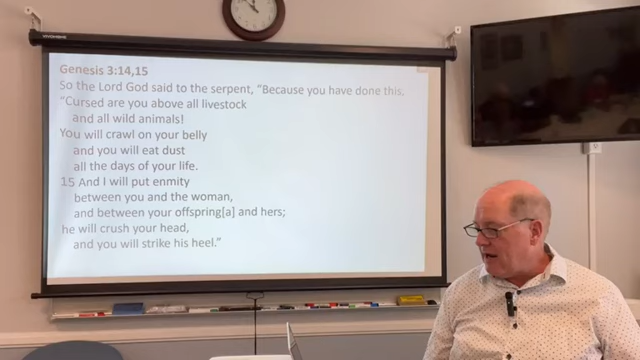 Genesis 3:14,15
So the Lord God said to the serpent, "Because you have done this,
"Cursed are you above all livestock
and all wild animals!
You will crawl on your belly
and you will eat dust
all the days of your life.
15 And I will put enmity
between you and the woman,
and between your offspring[a] and hers;
he will crush your head,
and you will strike his heel."